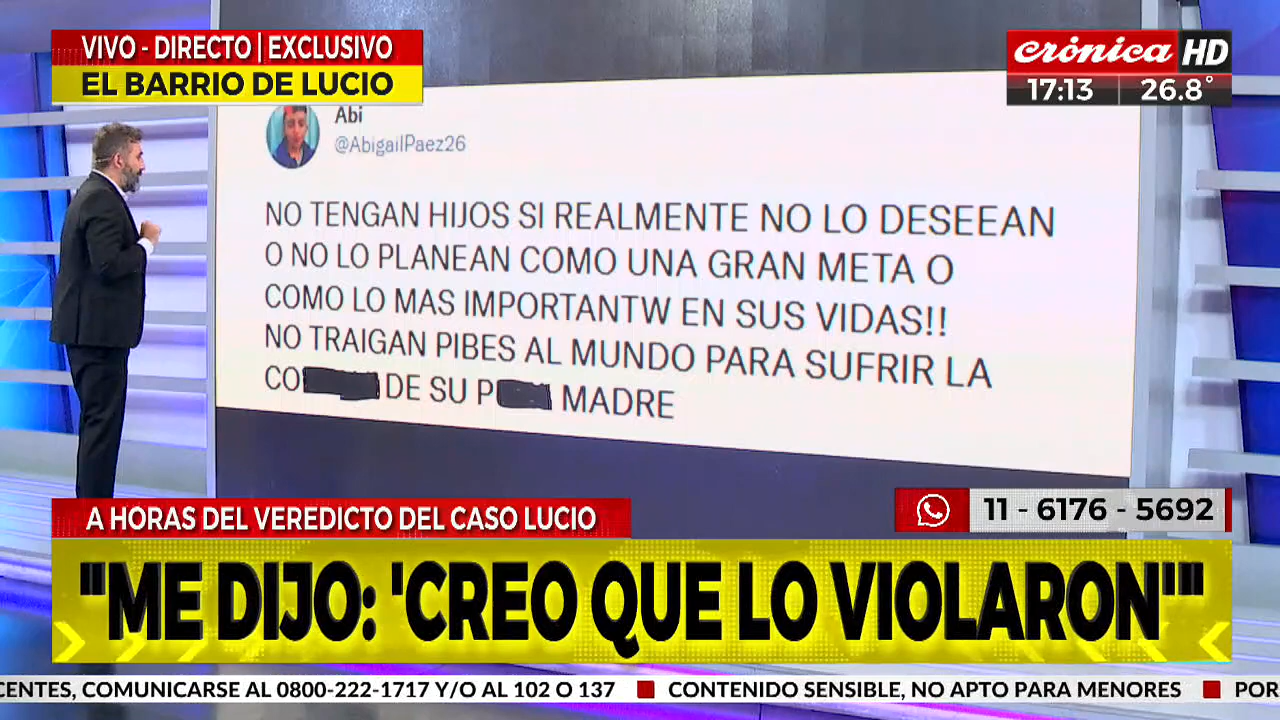 VIVO - DIRECTO | EXCLUSIVO
EL BARRIO DE LUCIO
crónica HD
17:13 26.8°
Abi
@AbigailPaez26
NO TENGAN HIJOS SI REALMENTE NO LO DESEEAN
O NO LO PLANEAN COMO UNA GRAN META O
COMO LO MAS IMPORTANTW EN SUS VIDAS!!
NO TRAIGAN PIBES AL MUNDO PARA SUFRIR LA
CO DE SU P MADRE
A HORAS DEL VEREDICTO DEL CASO LUCIO
11 - 6176 - 5692
"ME DIJO: 'CREO QUE LO VIOLARON'"
CENTES, COMUNICARSE AL 0800-222-1717 Y/O AL 102 O 137 CONTENIDO SENSIBLE, NO APTO PARA MENORES POR